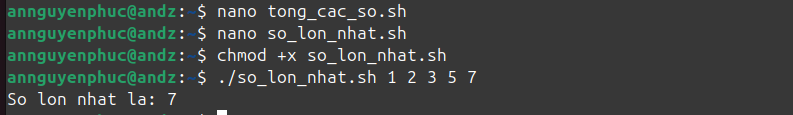 annguyenphuc@andz:~$ nano tong_cac_so.sh
annguyenphuc@andz:~$ nano so_lon_nhat.sh
annguyenphuc@andz:~$ chmod +x so_lon_nhat.sh
annguyenphuc@andz:~$ ./so_lon_nhat.sh 1 2 3 5 7
So lon nhat la: 7
annguyenphuc@andz:~$